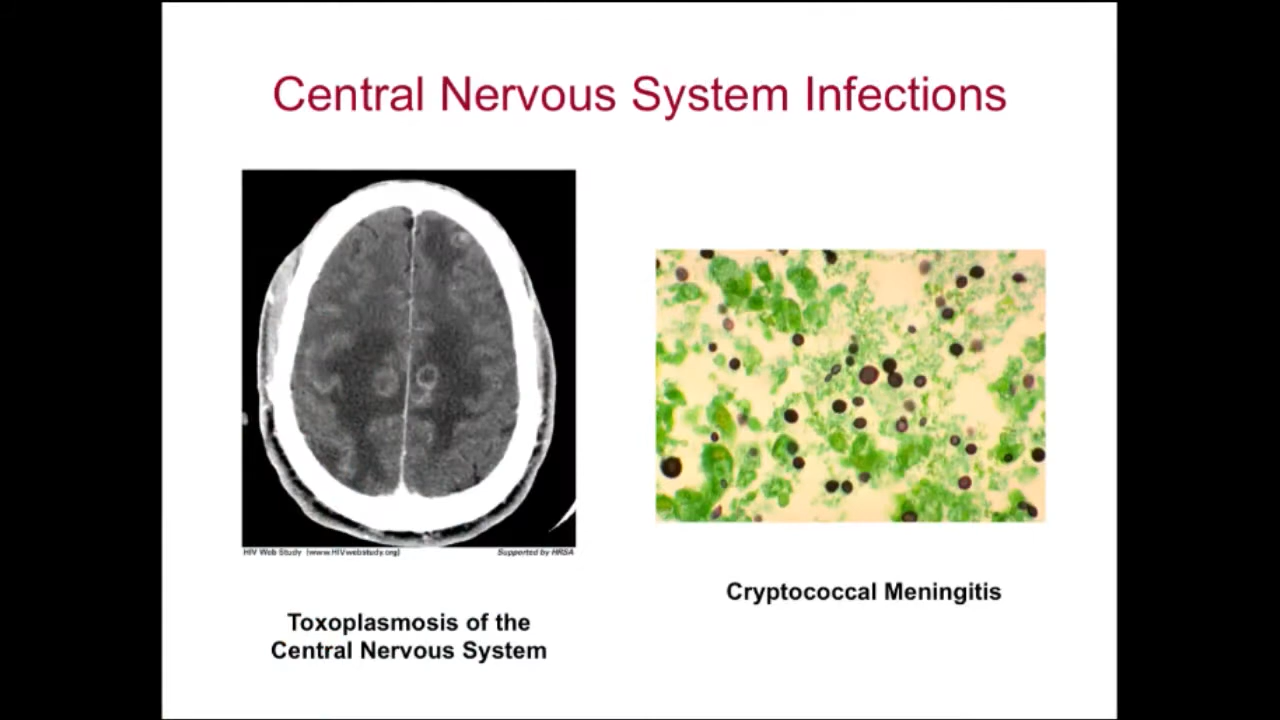 Central Nervous System Infections
HIV Web Study (www.HIVwebstudy.org)
Supported by HRSA
Cryptococcal Meningitis
Toxoplasmosis of the
Central Nervous System